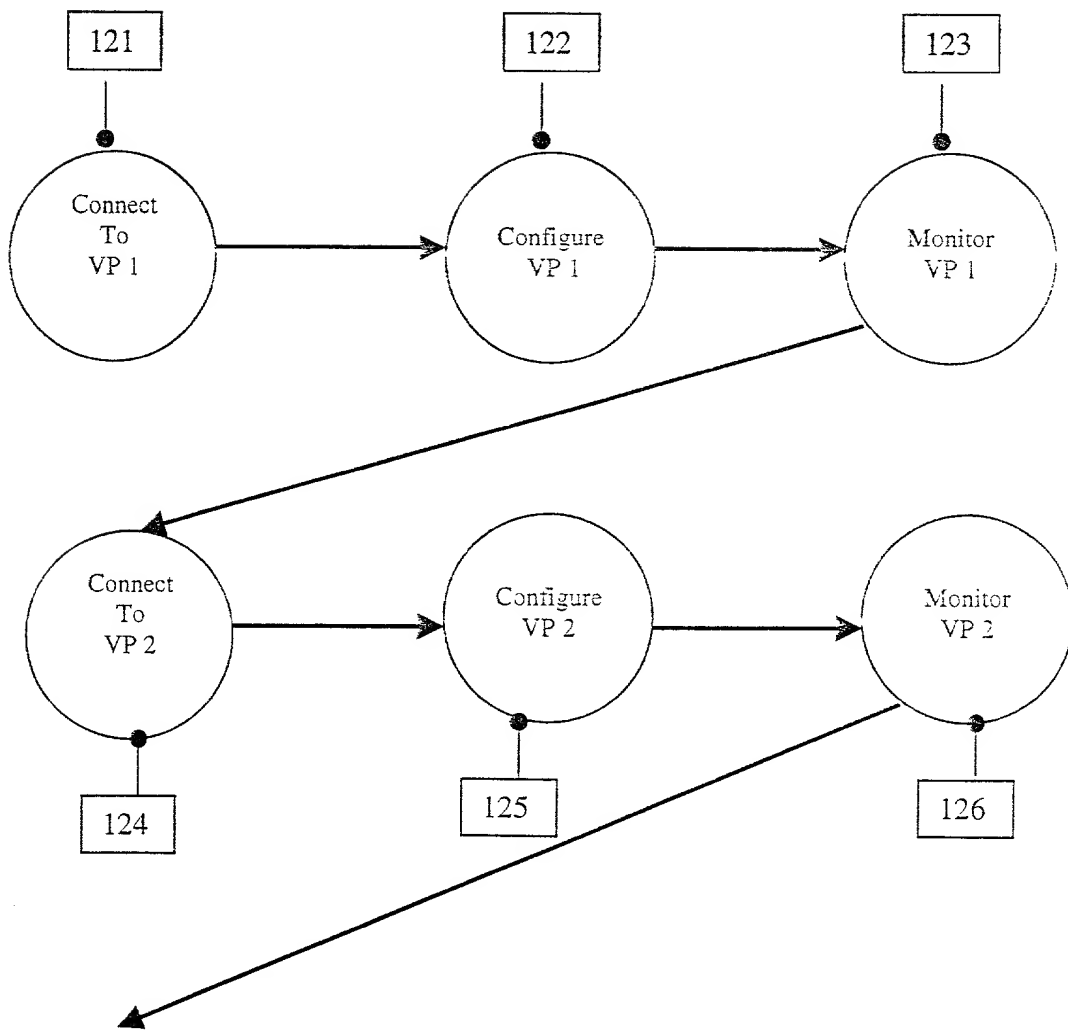 121
122
123
Connect
To
VP 1
Configure
VP 1
Monitor
VP 1
Connect
To
VP 2
Configure
VP 2
Monitor
VP 2
124
125
126